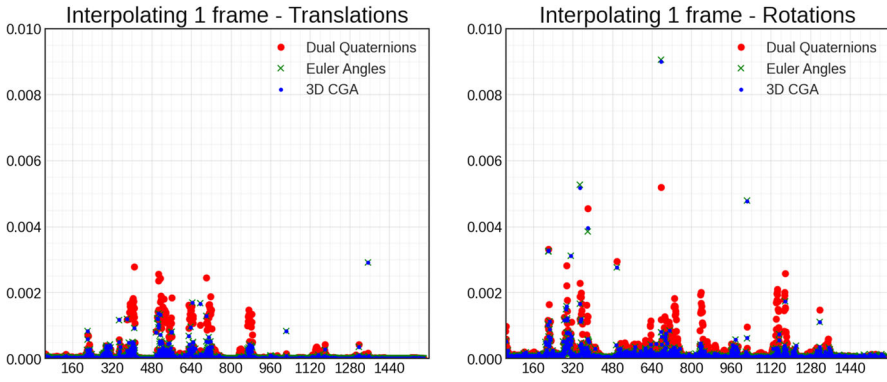 Interpolating 1 frame - Translations
0.010
0.008
0.006
0.004
0.002
0.000
Dual Quaternions
Euler Angles
3D CGA
160 320 480 640 800 960 1120 1280 1440
Interpolating 1 frame - Rotations
0.010
0.008
0.006
0.004
0.002
0.000
Dual Quaternions
Euler Angles
3D CGA
160 320 480 640 800 960 1120 1280 1440